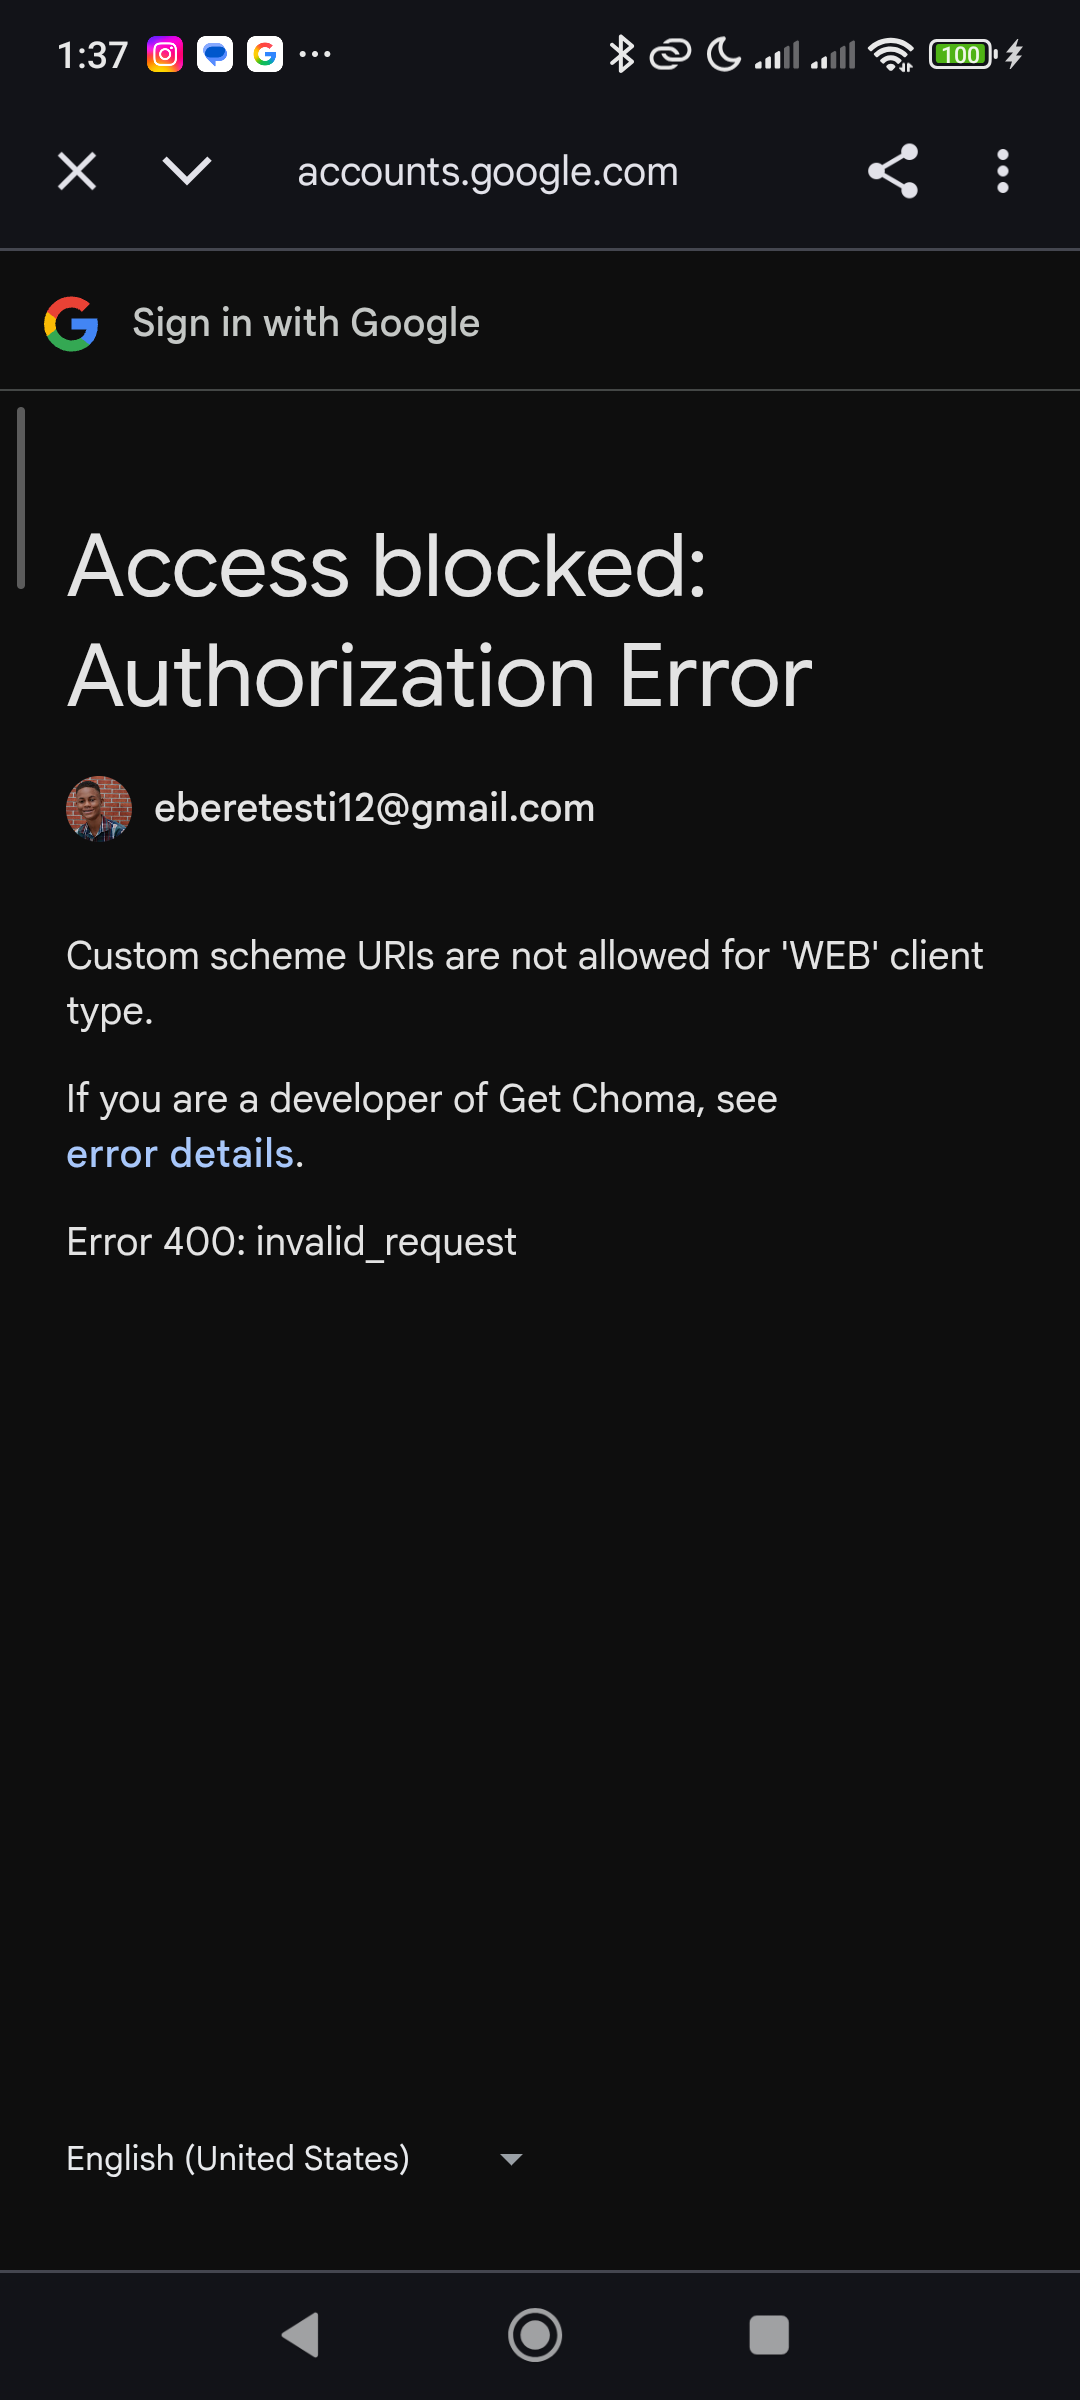 1:37
100
accounts.google.com
Sign in with Google
Access blocked:
Authorization Error
eberetesti12@gmail.com
Custom scheme URIs are not allowed for 'WEB' client
type.
If you are a developer of Get Choma, see
error details.
Error 400: invalid_request
English (United States)